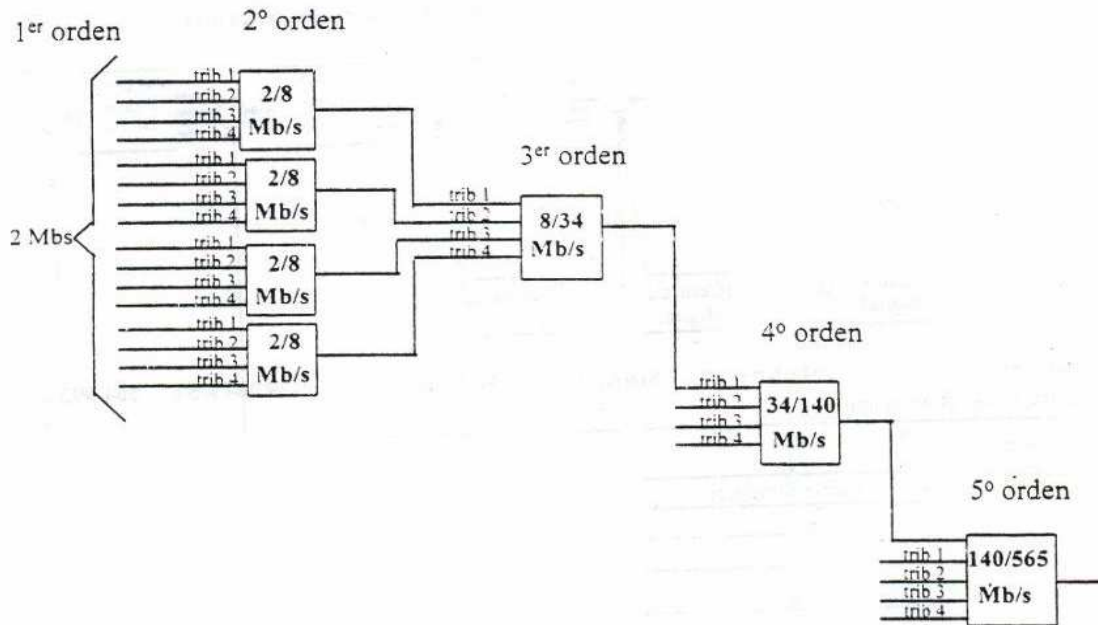 1er orden
2º orden
trib 1
trib 2
trib 3
trib 4
2/8
Mb/s
trib 1
trib 2
trib 3
trib 4
2/8
Mb/s
2 Mbs
trib 1
trib 2
trib 3
trib 4
2/8
Mb/s
trib 1
trib 2
trib 3
trib 4
2/8
Mb/s
3er orden
trib 1
trib 2
trib 3
trib 4
8/34
Mb/s
4º orden
trib 1
trib 2
trib 3
trib 4
34/140
Mb/s
5º orden
trib 1
trib 2
trib 3
trib 4
140/565
Mb/s